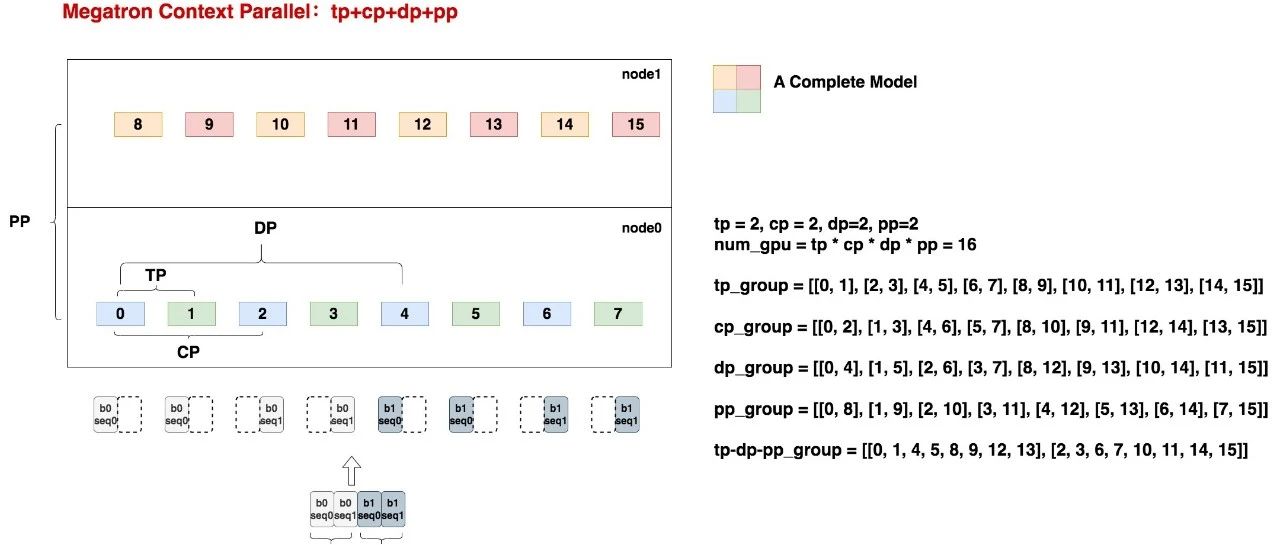 Megatron Context Parallel：tp+cp+dp+pp
node1
A Complete Model
8 9 10 11 12 13 14 15
PP
node0
DP
TP
0 1 2 3 4 5 6 7
CP
tp = 2, cp = 2, dp=2, pp=2
num_gpu = tp * cp * dp * pp = 16
tp_group = [[0, 1], [2, 3], [4, 5], [6, 7], [8, 9], [10, 11], [12, 13], [14, 15]]
cp_group = [[0, 2], [1, 3], [4, 6], [5, 7], [8, 10], [9, 11], [12, 14], [13, 15]]
dp_group = [[0, 4], [1, 5], [2, 6], [3, 7], [8, 12], [9, 13], [10, 14], [11, 15]]
pp_group = [[0, 8], [1, 9], [2, 10], [3, 11], [4, 12], [5, 13], [6, 14], [7, 15]]
tp-dp-pp_group = [[0, 1, 4, 5, 8, 9, 12, 13], [2, 3, 6, 7, 10, 11, 14, 15]]
b0 b0 b0 b0 b1 b1 b1 b1
seq0 seq0 seq1 seq1 seq0 seq0 seq1 seq1
b0 b0 b1 b1
seq0 seq1 seq0 seq1